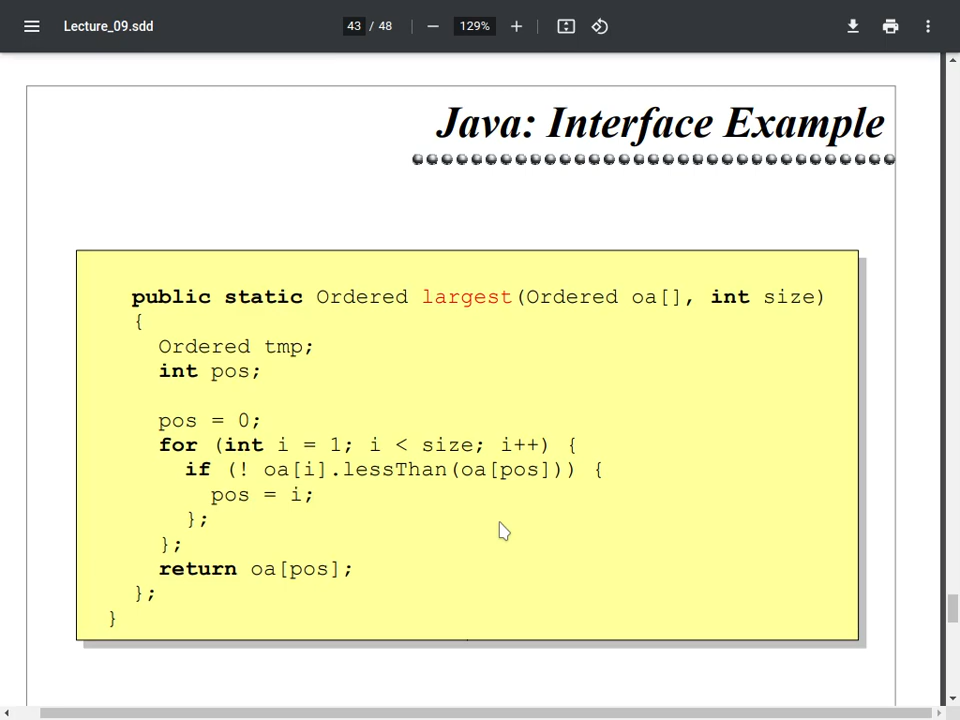 Lecture_09.sdd
43 / 48
129%
Java: Interface Example
public static Ordered largest(Ordered oa[], int size)
{
Ordered tmp;
int pos;
pos = 0;
for (int i = 1; i < size; i++) {
if (! oa[i].lessThan(oa[pos])) {
pos = i;
};
};
return oa[pos];
};
}